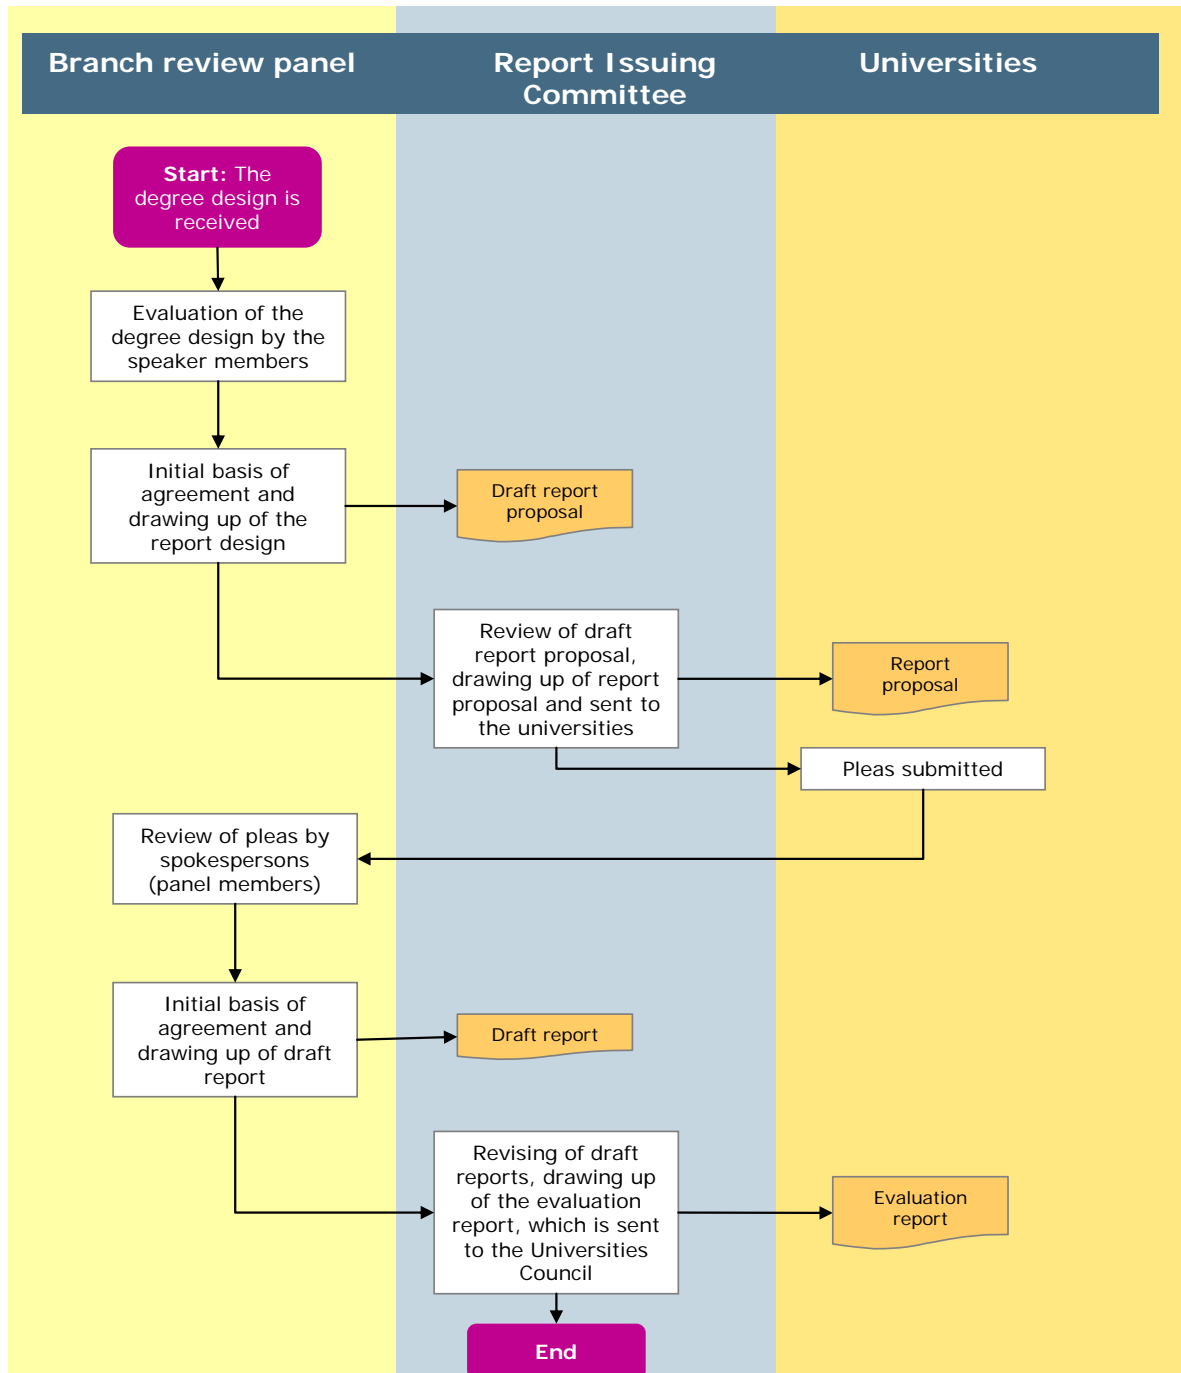 Branch review panel
Report Issuing
Committee
Universities
Start: The
degree design is
received
Evaluation of the
degree design by the
speaker members
Initial basis of
agreement and
drawing up of the
report design
Draft report
proposal
Review of draft
report proposal,
drawing up of report
proposal and sent to
the universities
Report
proposal
Pleas submitted
Review of pleas by
spokespersons
(panel members)
Initial basis of
agreement and
drawing up of draft
report
Draft report
Revising of draft
reports, drawing up
of the evaluation
report, which is sent
to the Universities
Council
Evaluation
report
End